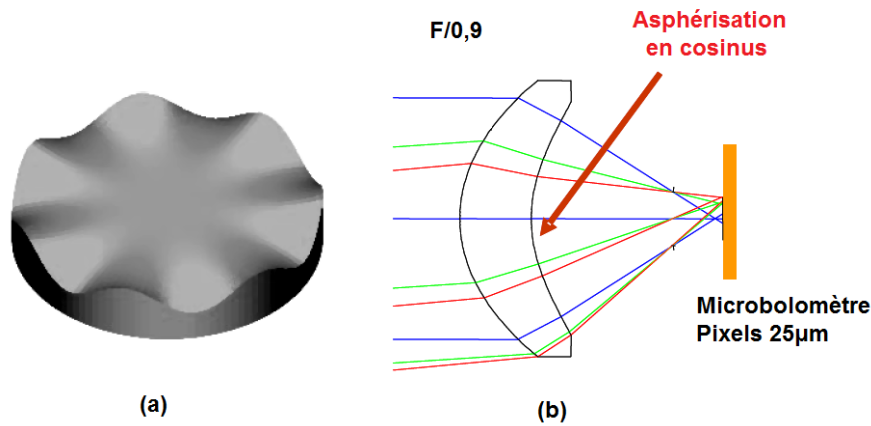 F/0,9
Asphérisation
en cosinus
Microbolomètre
Pixels 25µm
(a)
(b)